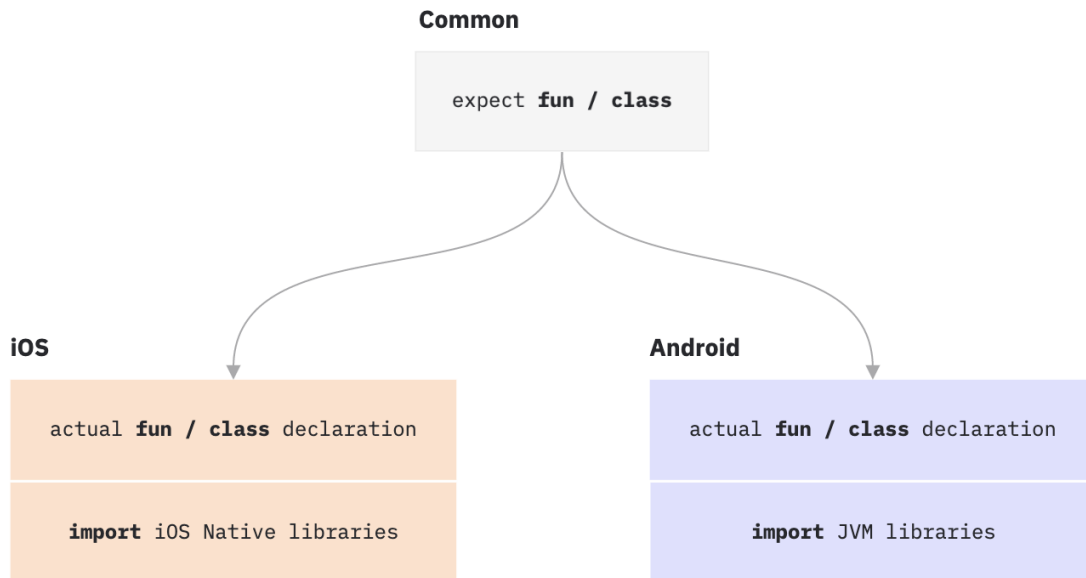 Common
expect fun / class
iOS
actual fun / class declaration
import iOS Native libraries
Android
actual fun / class declaration
import JVM libraries